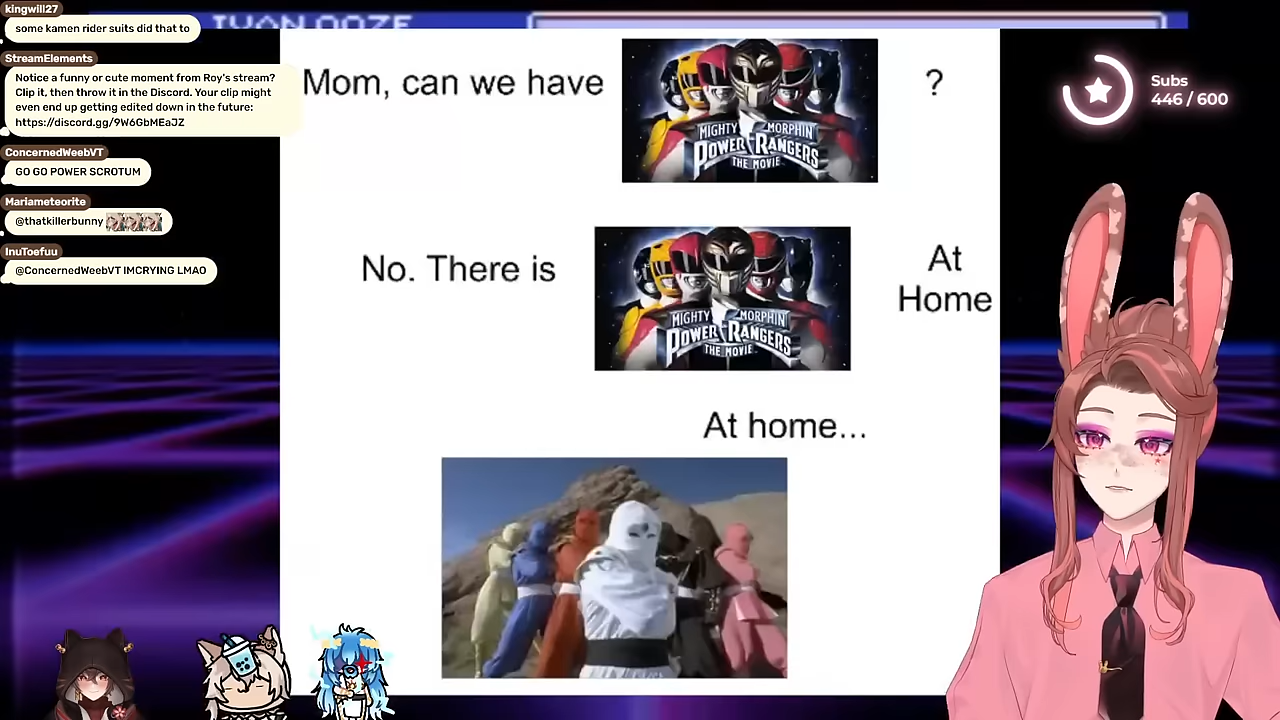 IVAN OOZE
kingwill27
some kamen rider suits did that to
StreamElements
Notice a funny or cute moment from Roy's stream?
Clip it, then throw it in the Discord. Your clip might
even end up getting edited down in the future:
https://discord.gg/9W6GbMEaJZ
ConcernedWeebVT
GO GO POWER SCROTUM
Mariameteorite
@thatkillerbunny
InuToefuu
@ConcernedWeebVT IMCRYING LMAO
Mom, can we have
MIGHTY MORPHIN
POWER RANGERS
THE MOVIE
?
No. There is
MIGHTY MORPHIN
POWER RANGERS
THE MOVIE
At
Home
At home...
Subs
446 / 600